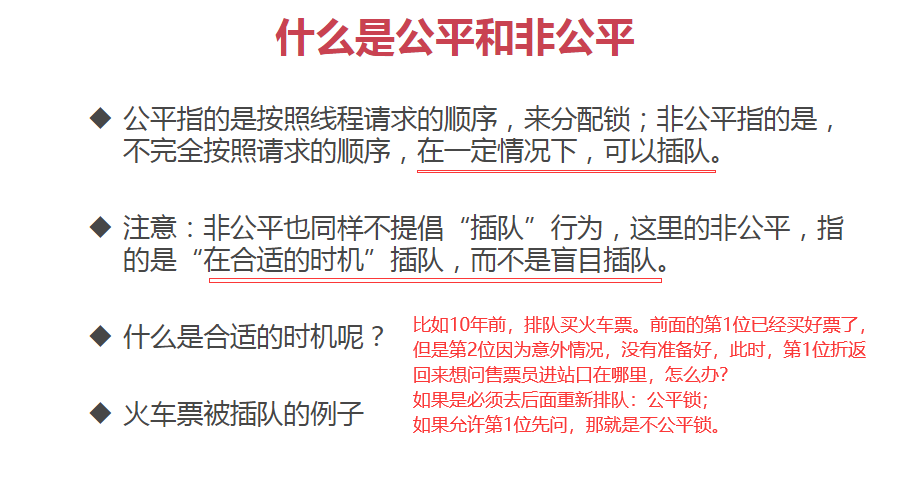 什么是公平和非公平
◆ 公平指的是按照线程请求的顺序，来分配锁；非公平指的是，
不完全按照请求的顺序，在一定情况下，可以插队。
◆ 注意：非公平也同样不提倡“插队”行为，这里的非公平，指
的是“在合适的时机”插队，而不是盲目插队。
◆ 什么是合适的时机呢？
比如10年前，排队买火车票。前面的第1位已经买好票了，
但是第2位因为意外情况，没有准备好，此时，第1位折返
回来想问售票员进站口在哪里，怎么办?
如果是必须去后面重新排队：公平锁；
如果允许第1位先问，那就是不公平锁。
◆ 火车票被插队的例子